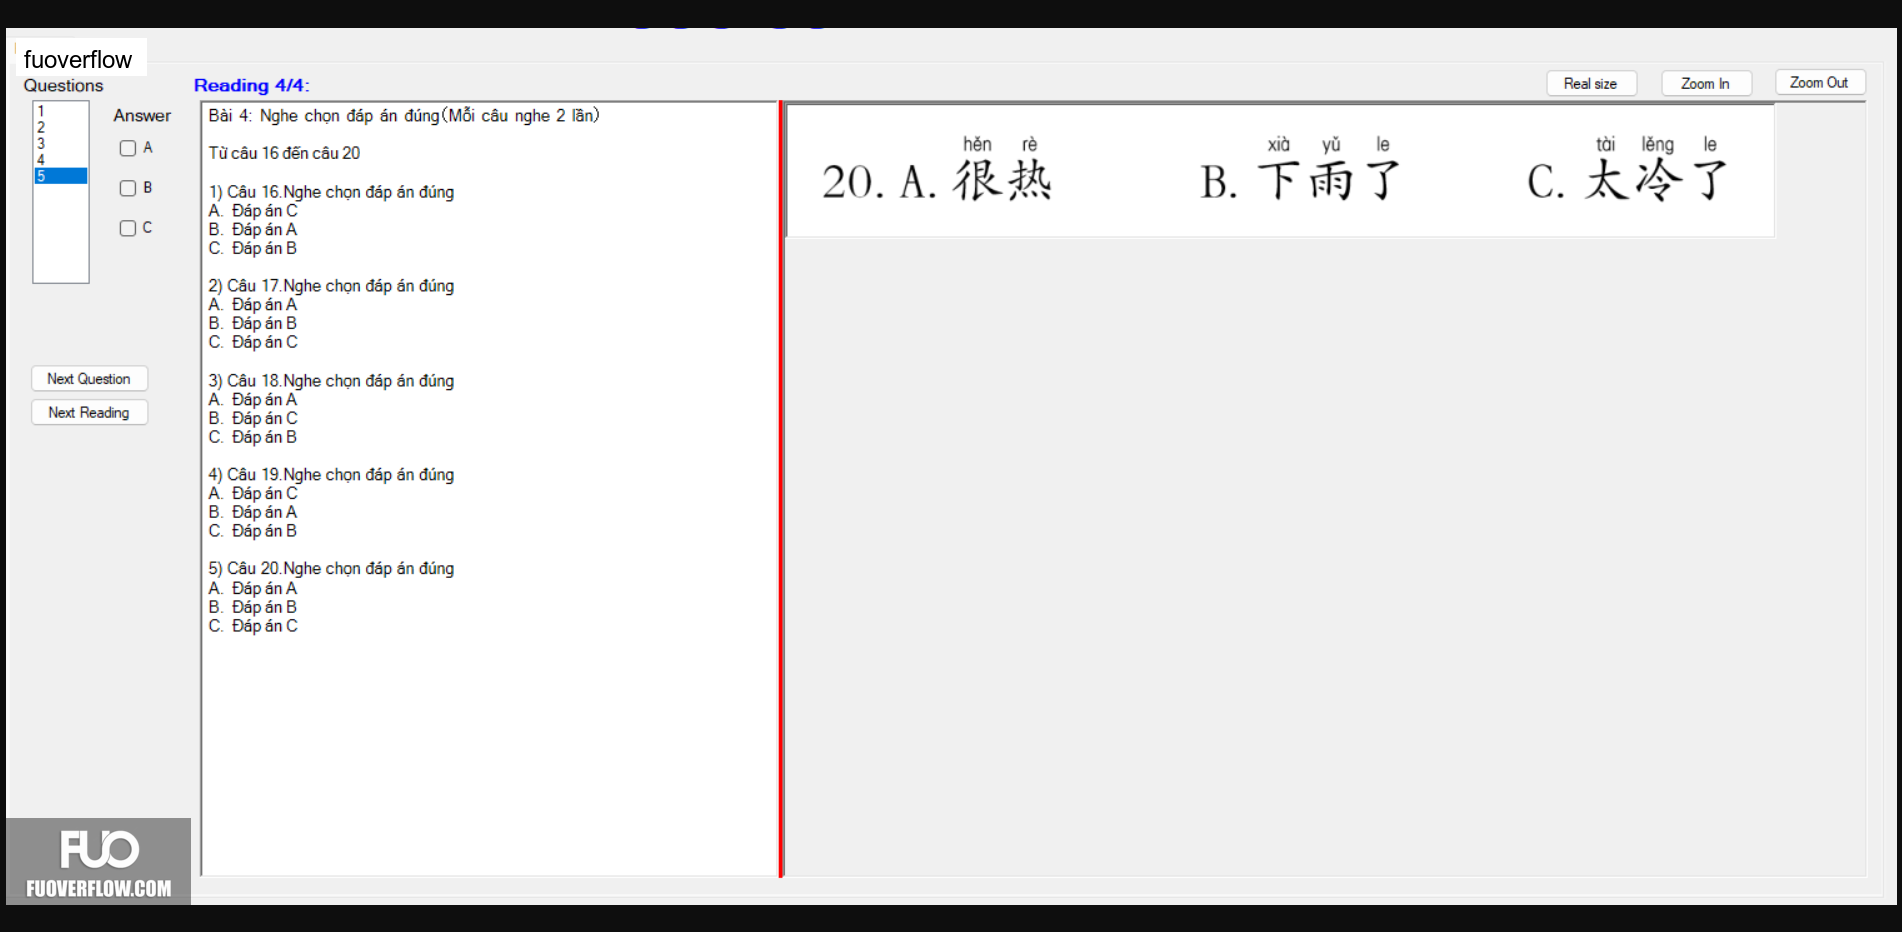 fuoverflow
Questions
Reading 4/4:
Real size
Zoom In
Zoom Out
1
2
3
4
5
Answer
A
B
C
Next Question
Next Reading
Bài 4: Nghe chọn đáp án đúng(Mỗi câu nghe 2 lần)
Từ câu 16 đến câu 20
1) Câu 16.Nghe chọn đáp án đúng
A. Đáp án C
B. Đáp án A
C. Đáp án B
2) Câu 17.Nghe chọn đáp án đúng
A. Đáp án A
B. Đáp án B
C. Đáp án C
3) Câu 18.Nghe chọn đáp án đúng
A. Đáp án A
B. Đáp án C
C. Đáp án B
4) Câu 19.Nghe chọn đáp án đúng
A. Đáp án C
B. Đáp án A
C. Đáp án B
5) Câu 20.Nghe chọn đáp án đúng
A. Đáp án A
B. Đáp án B
C. Đáp án C
hěn rè xià yǔ le tài lěng le
20. A. 很热 B. 下雨了 C. 太冷了
FUO
FUOVERFLOW.COM